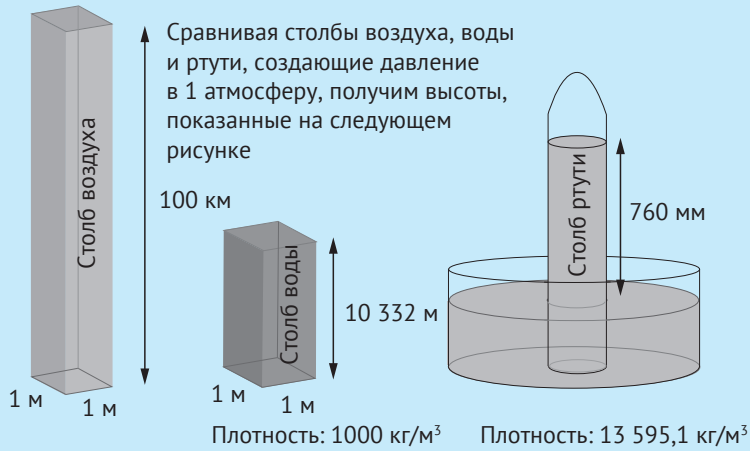 Сравнивая столбы воздуха, воды
и ртути, создающие давление
в 1 атмосферу, получим высоты,
показанные на следующем
рисунке
Столб воздуха
100 км
1 м
1 м
Столб воды
10 332 м
1 м
1 м
Столб ртути
760 мм
Плотность: 1000 кг/м³
Плотность: 13 595,1 кг/м³